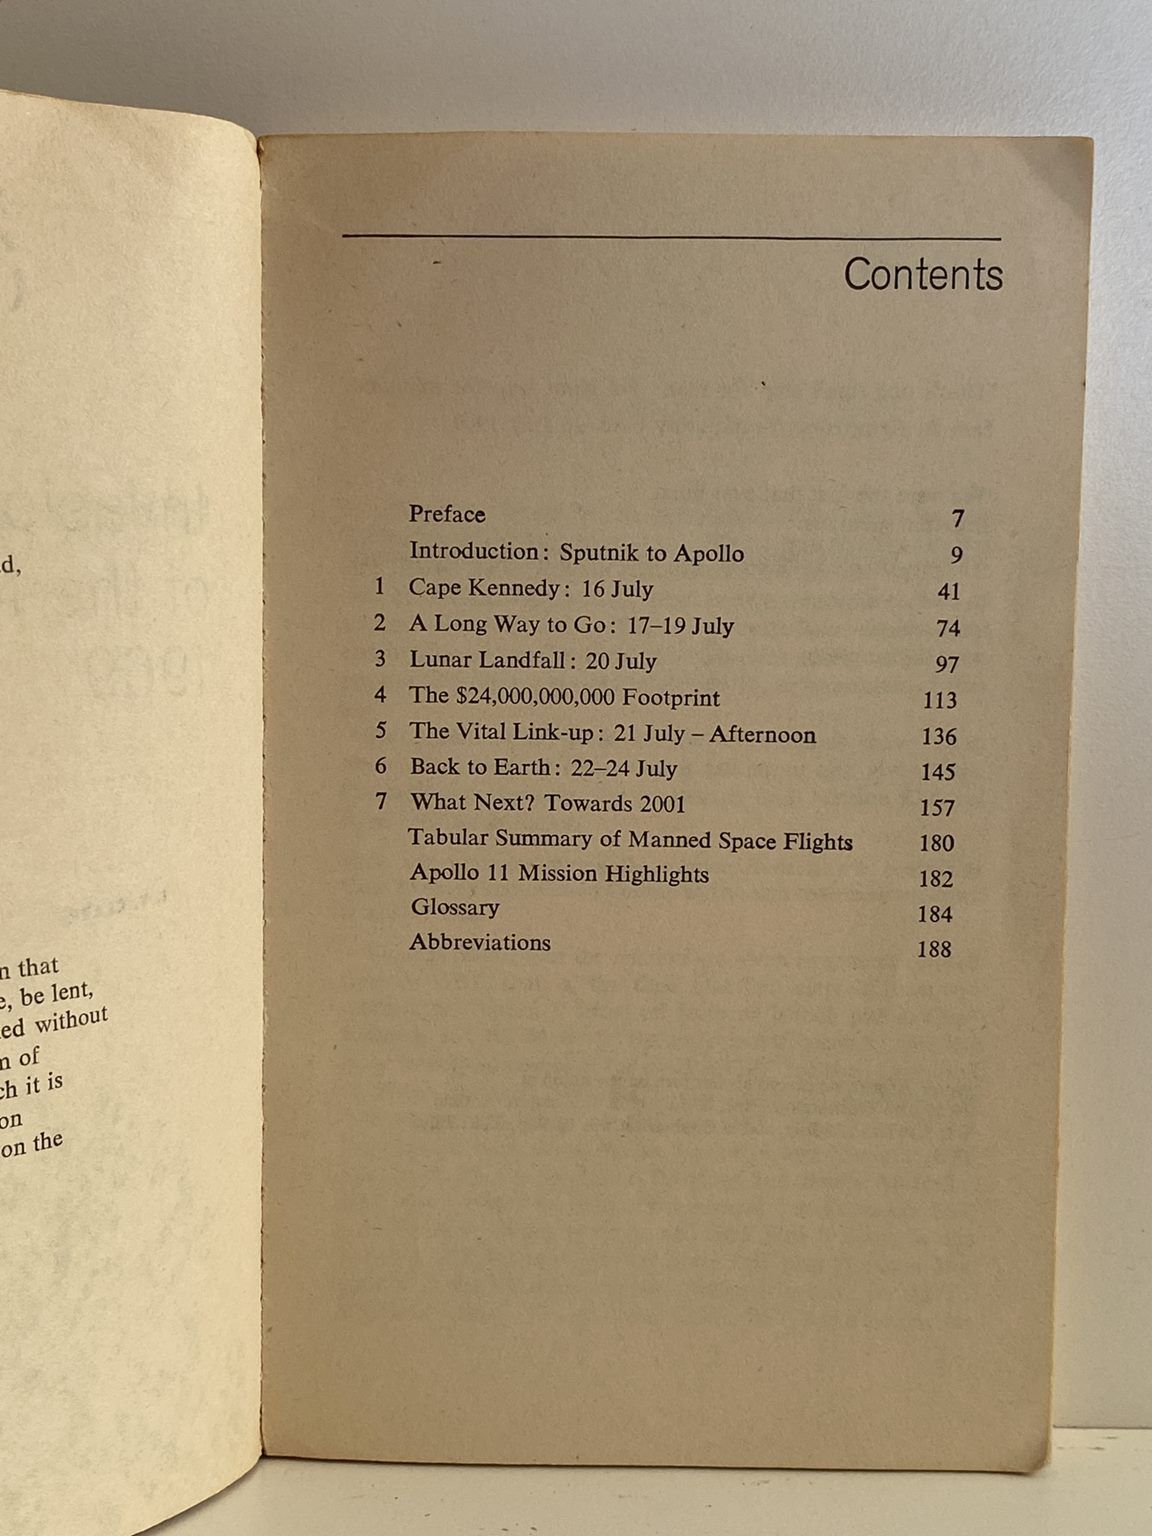 d,
n that
e, be lent,
ed without
n of
ch it is
on
on the
Contents
Preface 7
Introduction: Sputnik to Apollo 9
1 Cape Kennedy: 16 July 41
2 A Long Way to Go: 17–19 July 74
3 Lunar Landfall: 20 July 97
4 The $24,000,000,000 Footprint 113
5 The Vital Link-up: 21 July – Afternoon 136
6 Back to Earth: 22–24 July 145
7 What Next? Towards 2001 157
Tabular Summary of Manned Space Flights 180
Apollo 11 Mission Highlights 182
Glossary 184
Abbreviations 188